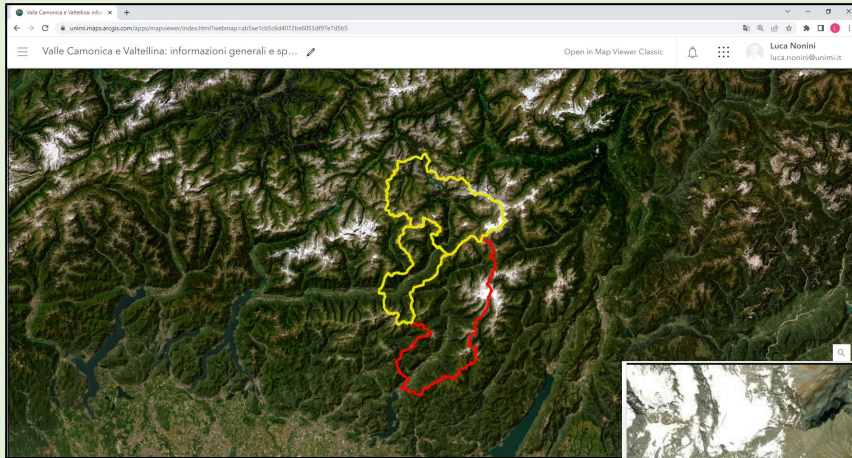 Valle Camonica e Valtellina: infor
unimi.maps.arcgis.com/apps/mapviewer/index.html?webmap=ab5ae1cb5c6d4072be6053df97e7d5b5
Valle Camonica e Valtellina: informazioni generali e sp...
Open in Map Viewer Classic
Luca Nonini
luca.nonini@unimi.it